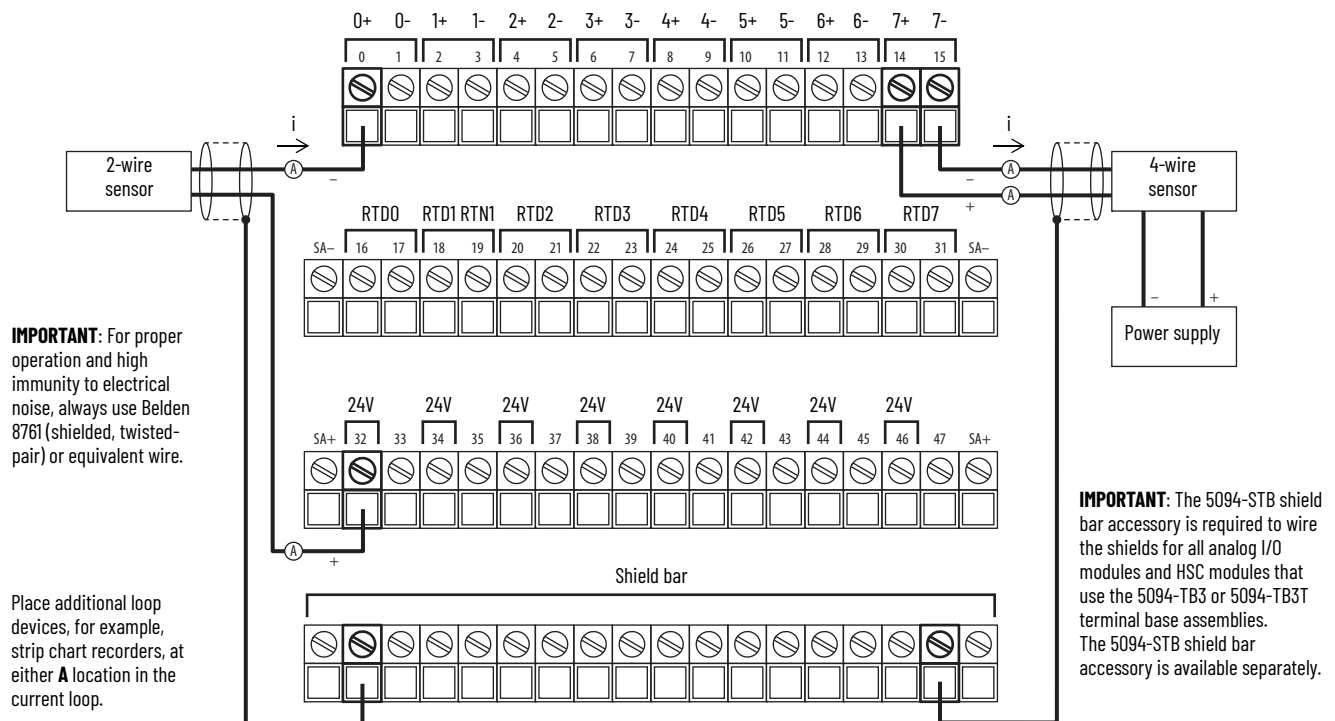 0+ 0- 1+ 1- 2+ 2- 3+ 3- 4+ 4- 5+ 5- 6+ 6- 7+ 7-
0 1 2 3 4 5 6 7 8 9 10 11 12 13 14 15
i
i
2-wire
sensor
A
–
–
A
A
+
4-wire
sensor
RTD0 RTD1 RTN1 RTD2 RTD3 RTD4 RTD5 RTD6 RTD7
SA– 16 17 18 19 20 21 22 23 24 25 26 27 28 29 30 31 SA–
– +
Power supply
IMPORTANT: For proper
operation and high
immunity to electrical
noise, always use Belden
8761 (shielded, twisted-
pair) or equivalent wire.
24V 24V 24V 24V 24V 24V 24V 24V
SA+ 32 33 34 35 36 37 38 39 40 41 42 43 44 45 46 47 SA+
A
+
IMPORTANT: The 5094-STB shield
bar accessory is required to wire
the shields for all analog I/O
modules and HSC modules that
use the 5094-TB3 or 5094-TB3T
terminal base assemblies.
The 5094-STB shield bar
accessory is available separately.
Shield bar
Place additional loop
devices, for example,
strip chart recorders, at
either A location in the
current loop.